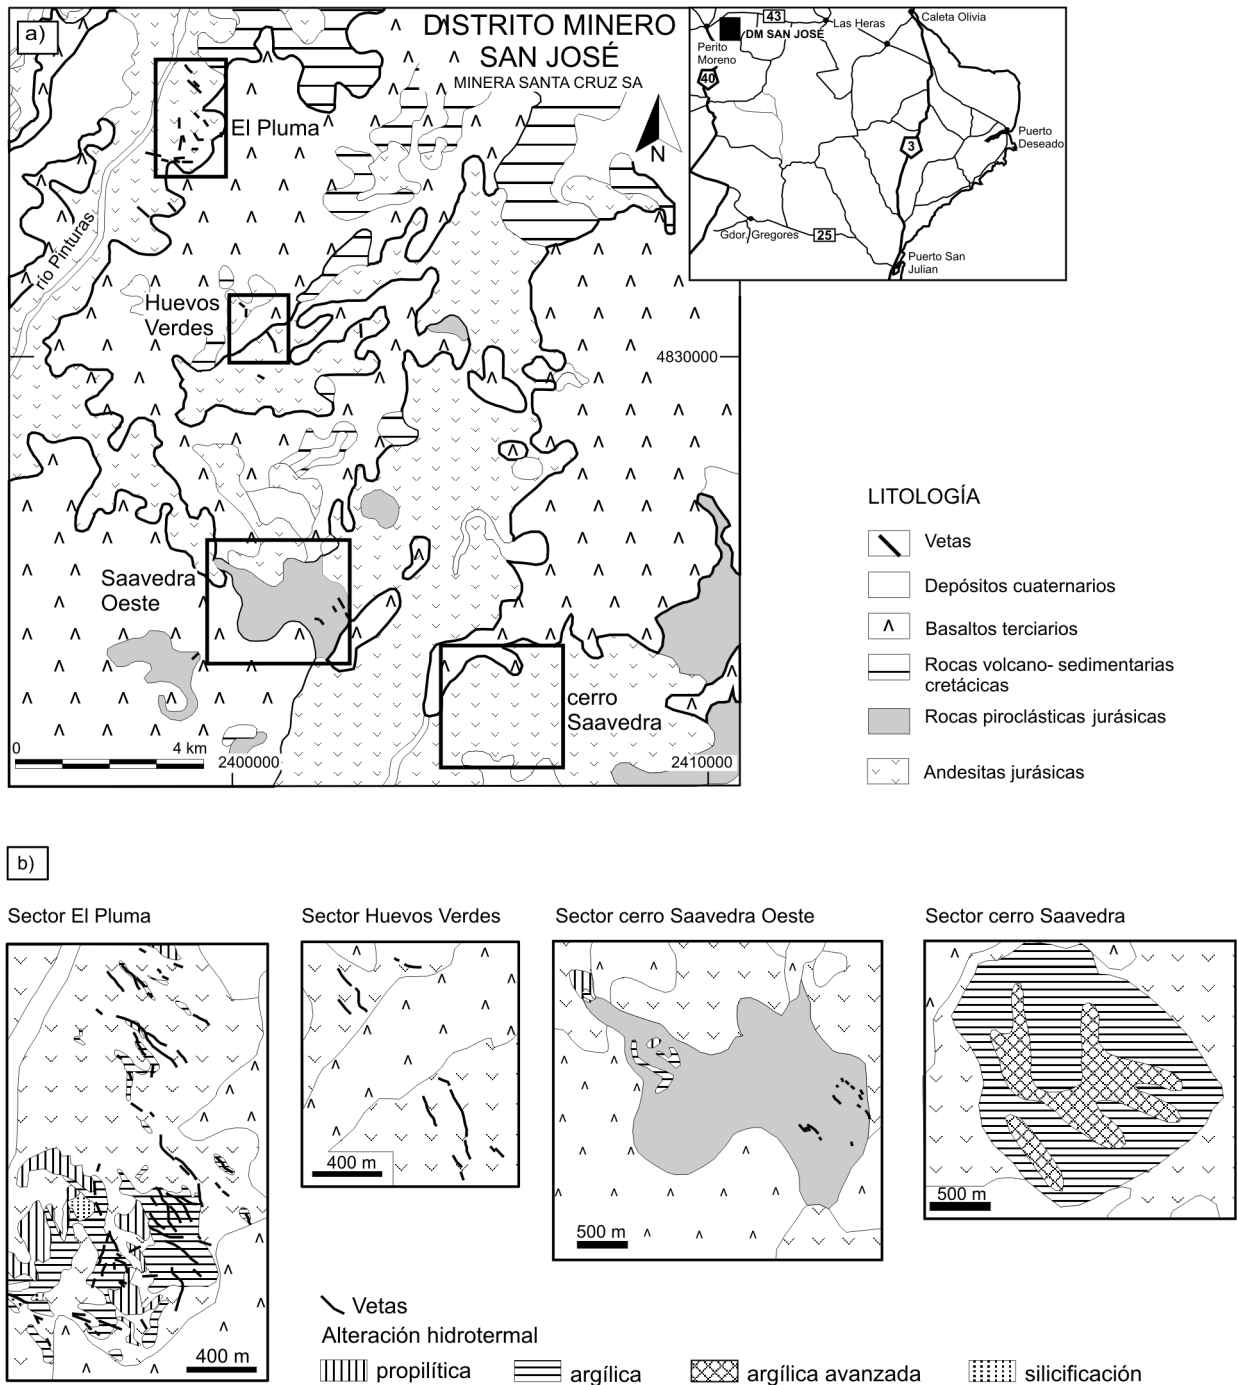 a)
DISTRITO MINERO
SAN JOSÉ
MINERA SANTA CRUZ SA
N
El Pluma
río Pinturas
Huevos
Verdes
4830000
Saavedra
Oeste
cerro
Saavedra
0
4 km
2400000
2410000
43
Las Heras
Caleta Olivia
DM SAN JOSÉ
Perito
Moreno
40
3
Puerto
Deseado
Gdor. Gregores
25
Puerto San
Julian
LITOLOGÍA
Vetas
Depósitos cuaternarios
Basaltos terciarios
Rocas volcano- sedimentarias
cretácicas
Rocas piroclásticas jurásicas
Andesitas jurásicas
b)
Sector El Pluma
Sector Huevos Verdes
Sector cerro Saavedra Oeste
Sector cerro Saavedra
400 m
400 m
500 m
500 m
Vetas
Alteración hidrotermal
propilítica
argílica
argílica avanzada
silicificación